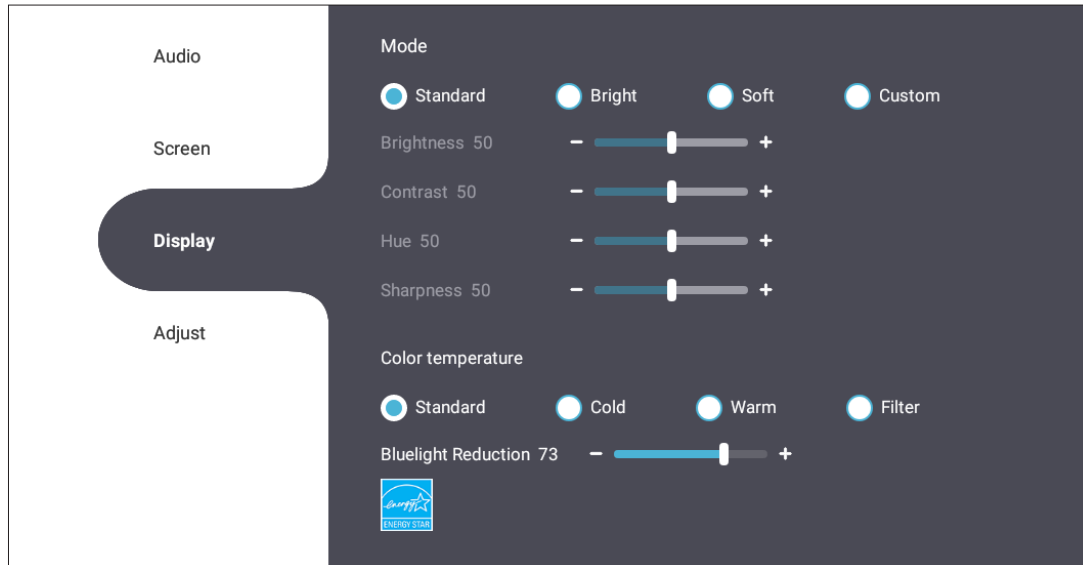 Audio
Screen
Display
Adjust
Mode
Standard Bright Soft Custom
Brightness 50 - +
Contrast 50 - +
Hue 50 - +
Sharpness 50 - +
Color temperature
Standard Cold Warm Filter
Bluelight Reduction 73 - +
energy
ENERGY STAR